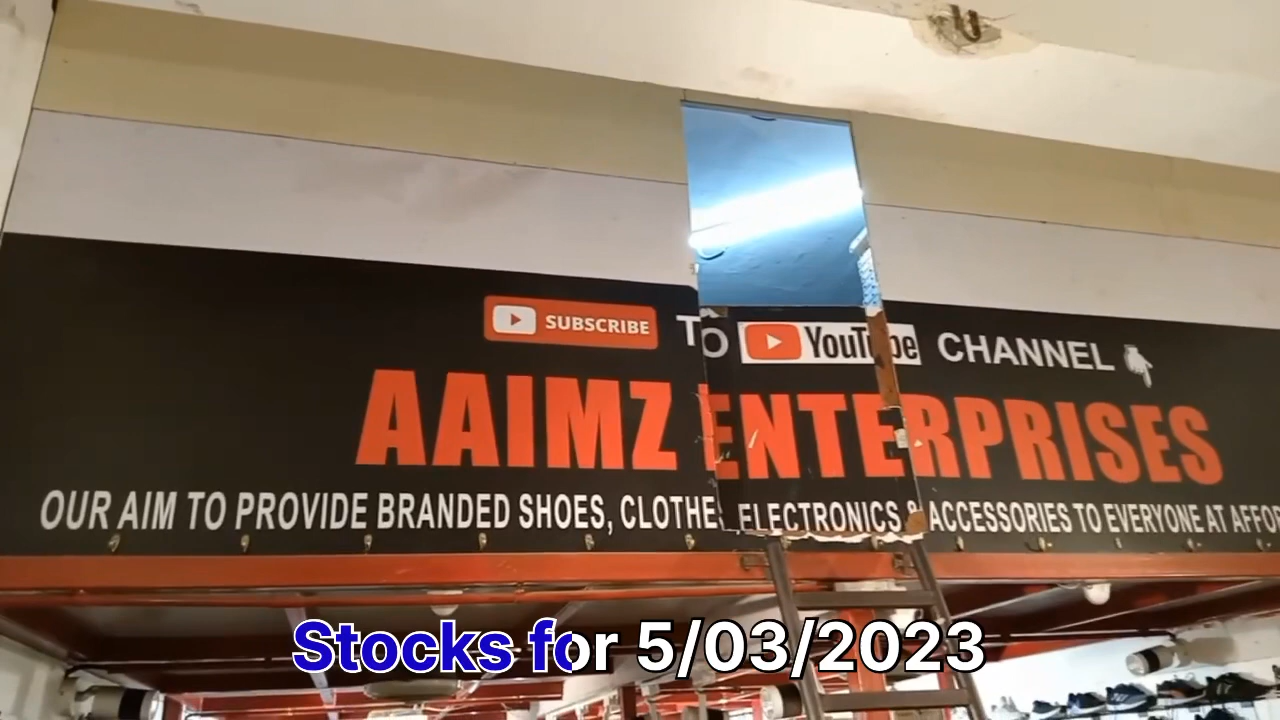 SUBSCRIBE TO YouTube CHANNEL
AAIMZ ENTERPRISES
OUR AIM TO PROVIDE BRANDED SHOES, CLOTHES, ELECTRONICS & ACCESSORIES TO EVERYONE AT
Stocks for 5/03/2023